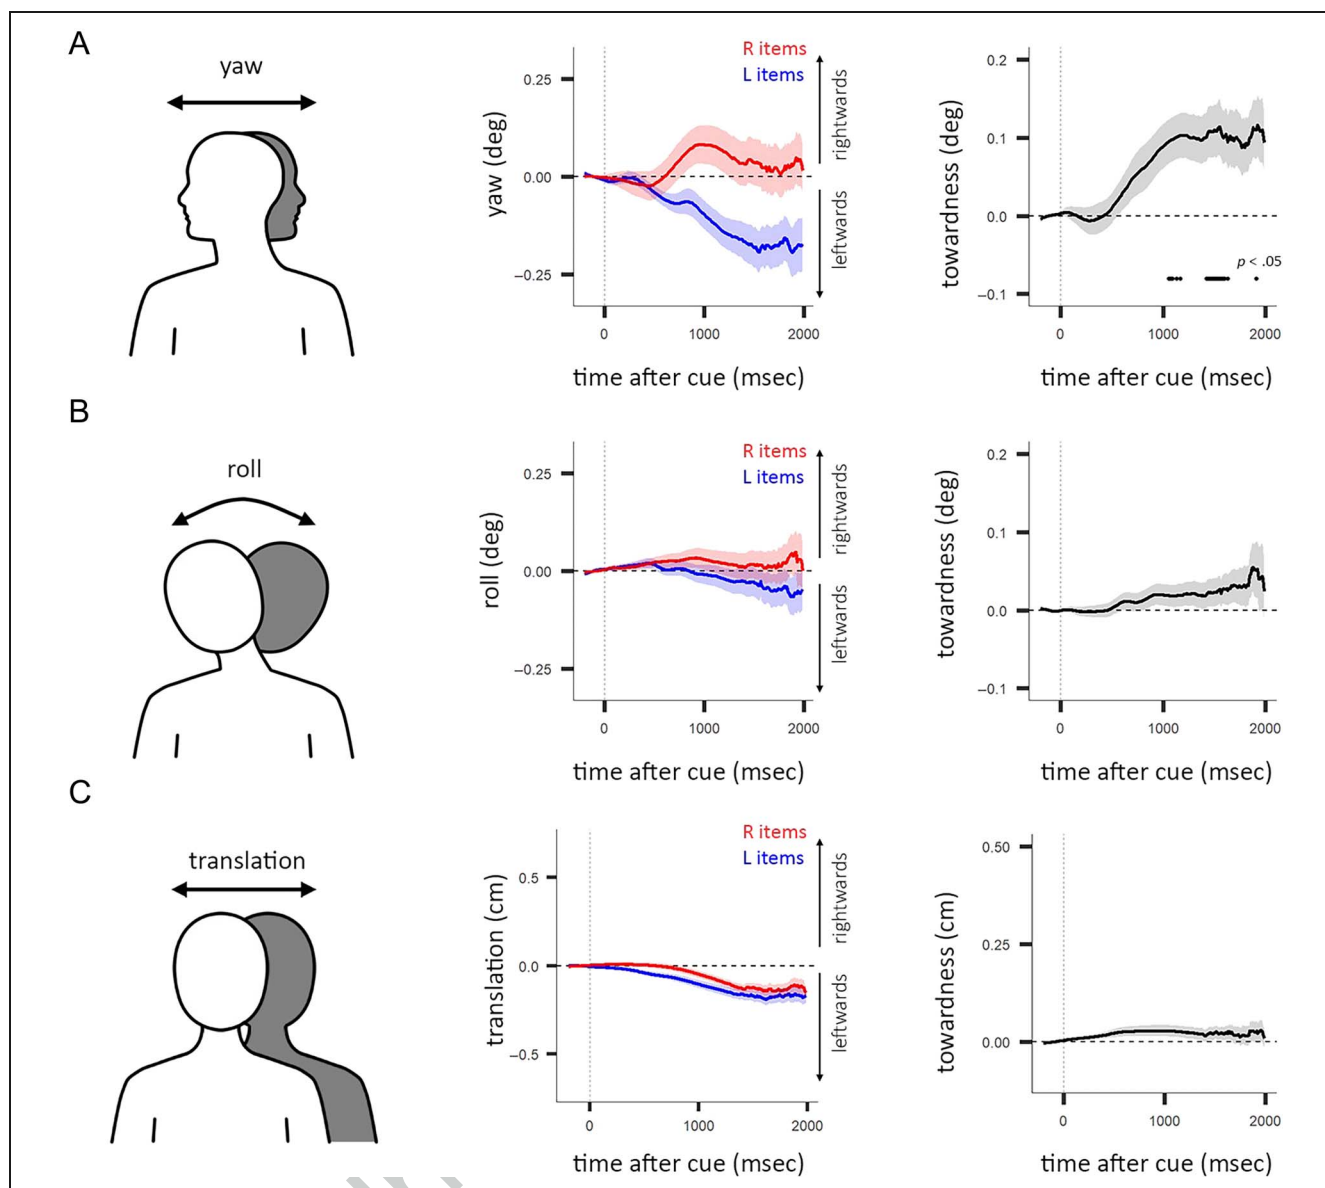 A
yaw
yaw (deg)
0.25
0.00
−0.25
R items
L items
rightwards
leftwards
0
1000
2000
time after cue (msec)
towardness (deg)
0.2
0.1
0.0
−0.1
p < .05
0
1000
2000
time after cue (msec)
B
roll
roll (deg)
0.25
0.00
−0.25
R items
L items
rightwards
leftwards
0
1000
2000
time after cue (msec)
towardness (deg)
0.2
0.1
0.0
−0.1
0
1000
2000
time after cue (msec)
C
translation
translation (cm)
0.5
0.0
−0.5
R items
L items
rightwards
leftwards
0
1000
2000
time after cue (msec)
towardness (cm)
0.50
0.25
0.00
0
1000
2000
time after cue (msec)